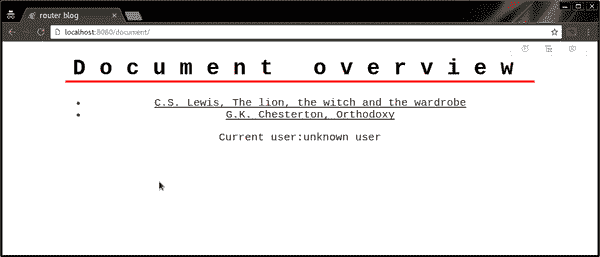 router blog
localhost:8080/document/
Document overview
C.S. Lewis, The lion, the witch and the wardrobe
G.K. Chesterton, Orthodoxy
Current user:unknown user